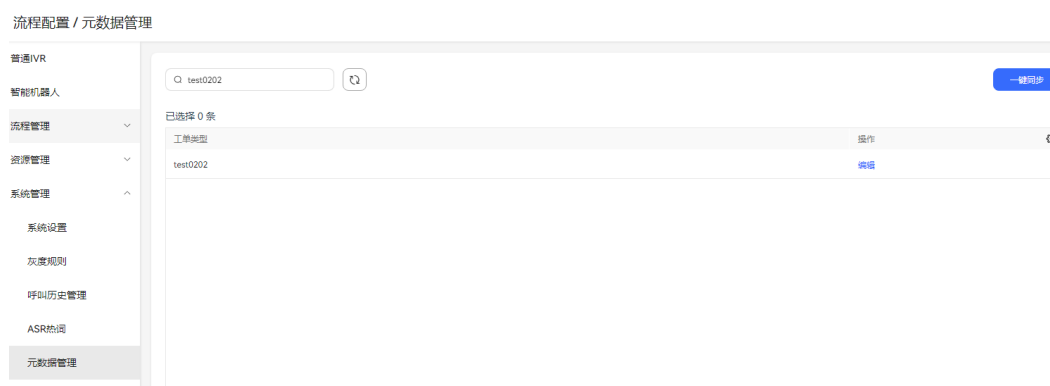 流程配置 / 元数据管理
普通IVR
智能机器人
流程管理
资源管理
系统管理
系统设置
灰度规则
呼叫历史管理
ASR热词
元数据管理
test0202
一键同步
已选择 0 条
工单类型 操作
test0202 编辑